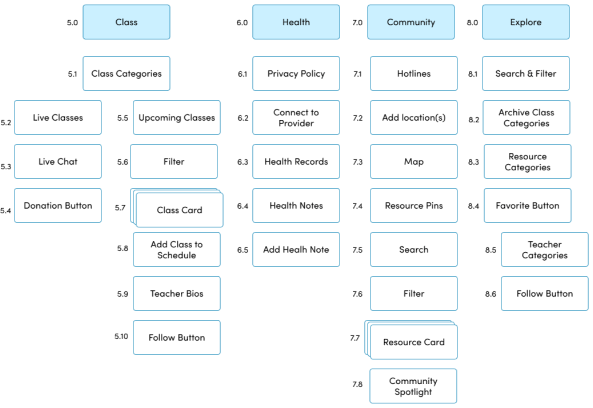 5.0 Class
5.1 Class Categories
5.2 Live Classes
5.3 Live Chat
5.4 Donation Button
5.5 Upcoming Classes
5.6 Filter
5.7 Class Card
5.8 Add Class to
Schedule
5.9 Teacher Bios
5.10 Follow Button
6.0 Health
6.1 Privacy Policy
6.2 Connect to
Provider
6.3 Health Records
6.4 Health Notes
6.5 Add Healh Note
7.0 Community
7.1 Hotlines
7.2 Add location(s)
7.3 Map
7.4 Resource Pins
7.5 Search
7.6 Filter
7.7 Resource Card
7.8 Community
Spotlight
8.0 Explore
8.1 Search & Filter
8.2 Archive Class
Categories
8.3 Resource
Categories
8.4 Favorite Button
8.5 Teacher
Categories
8.6 Follow Button